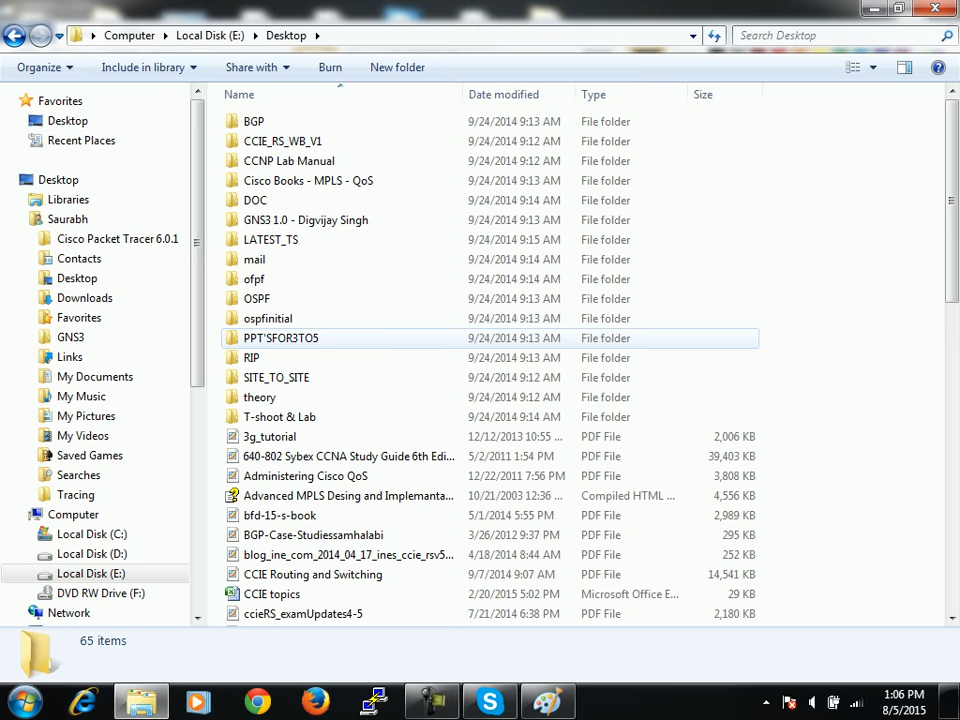 Computer Local Disk (E:) Desktop
Search Desktop
Organize Include in library Share with Burn New folder
Name Date modified Type Size
Favorites
Desktop
Recent Places
Desktop
Libraries
Saurabh
Cisco Packet Tracer 6.0.1
Contacts
Desktop
Downloads
Favorites
GNS3
Links
My Documents
My Music
My Pictures
My Videos
Saved Games
Searches
Tracing
Computer
Local Disk (C:)
Local Disk (D:)
Local Disk (E:)
DVD RW Drive (F:)
Network
BGP 9/24/2014 9:13 AM File folder
CCIE_RS_WB_V1 9/24/2014 9:12 AM File folder
CCNP Lab Manual 9/24/2014 9:12 AM File folder
Cisco Books - MPLS - QoS 9/24/2014 9:13 AM File folder
DOC 9/24/2014 9:14 AM File folder
GNS3 1.0 - Digvijay Singh 9/24/2014 9:13 AM File folder
LATEST_TS 9/24/2014 9:15 AM File folder
mail 9/24/2014 9:14 AM File folder
ofpf 9/24/2014 9:14 AM File folder
OSPF 9/24/2014 9:13 AM File folder
ospfinitial 9/24/2014 9:14 AM File folder
PPT'SFOR3TO5 9/24/2014 9:13 AM File folder
RIP 9/24/2014 9:13 AM File folder
SITE_TO_SITE 9/24/2014 9:12 AM File folder
theory 9/24/2014 9:12 AM File folder
T-shoot & Lab 9/24/2014 9:14 AM File folder
3g_tutorial 12/12/2013 10:55 ... PDF File 2,006 KB
640-802 Sybex CCNA Study Guide 6th Edi... 5/2/2011 1:54 PM PDF File 39,403 KB
Administering Cisco QoS 12/22/2011 7:56 PM PDF File 3,808 KB
Advanced MPLS Desing and Implemanta... 10/21/2003 12:36 ... Compiled HTML ... 4,556 KB
bfd-15-s-book 5/1/2014 5:55 PM PDF File 2,989 KB
BGP-Case-Studiesamhalabi 3/26/2012 9:37 PM PDF File 295 KB
blog_ine_com_2014_04_17_ines_ccie_rsv5... 4/18/2014 8:44 AM PDF File 252 KB
CCIE Routing and Switching 9/7/2014 9:07 AM PDF File 14,541 KB
CCIE topics 2/20/2015 5:02 PM Microsoft Office E... 29 KB
ccieRS_examUpdates4-5 7/21/2014 6:38 PM PDF File 2,180 KB
65 items
1:06 PM
8/5/2015